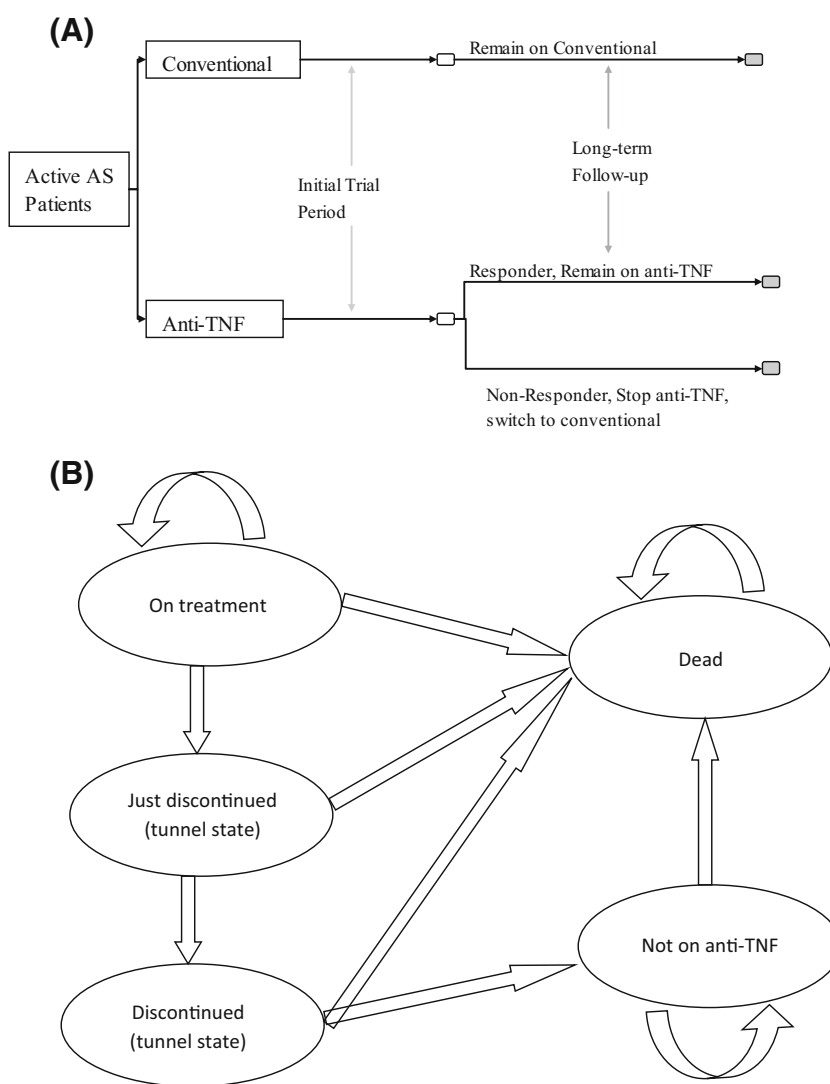 (A)
Conventional
Remain on Conventional
Active AS
Patients
Initial Trial
Period
Long-term
Follow-up
Anti-TNF
Responder, Remain on anti-TNF
Non-Responder, Stop anti-TNF,
switch to conventional
(B)
On treatment
Dead
Just discontinued
(tunnel state)
Not on anti-TNF
Discontinued
(tunnel state)